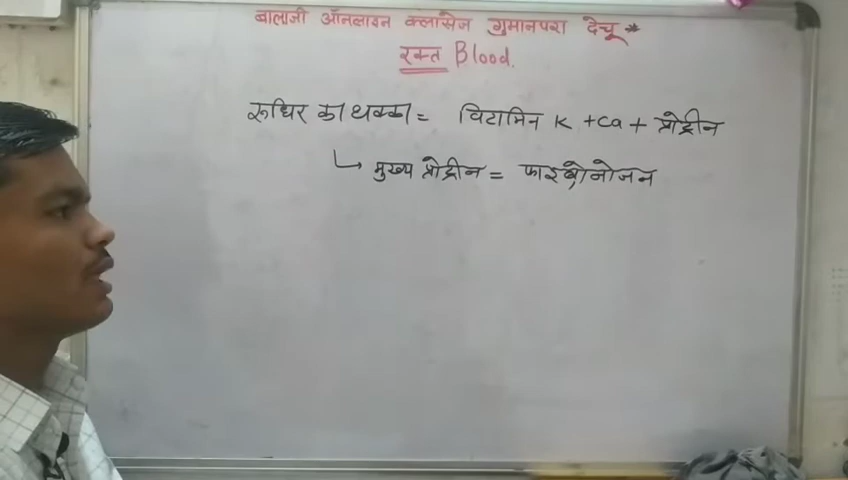 बालाजी ऑनलाइन क्लासेज गुमानपरा देचू *
रक्त Blood.
रूधिर का थक्का = विटामिन K + Ca + प्रोट्रीन
↳ मुख्य प्रोट्रीन = फाइब्रोनोजन